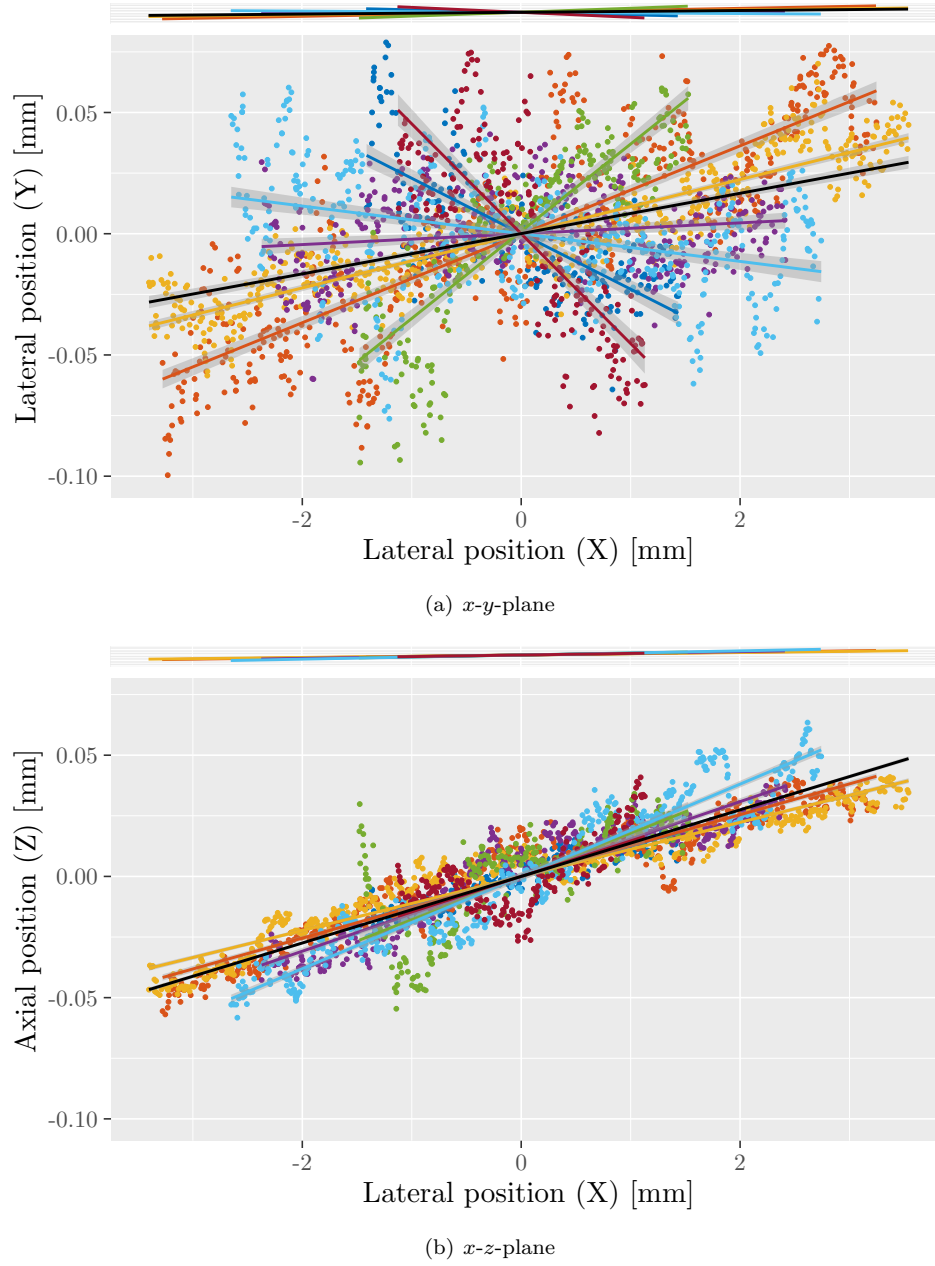 Lateral position (Y) [mm]
0.05
0.00
-0.05
-0.10
-2
0
2
Lateral position (X) [mm]
(a) x-y-plane
Axial position (Z) [mm]
0.05
0.00
-0.05
-0.10
-2
0
2
Lateral position (X) [mm]
(b) x-z-plane